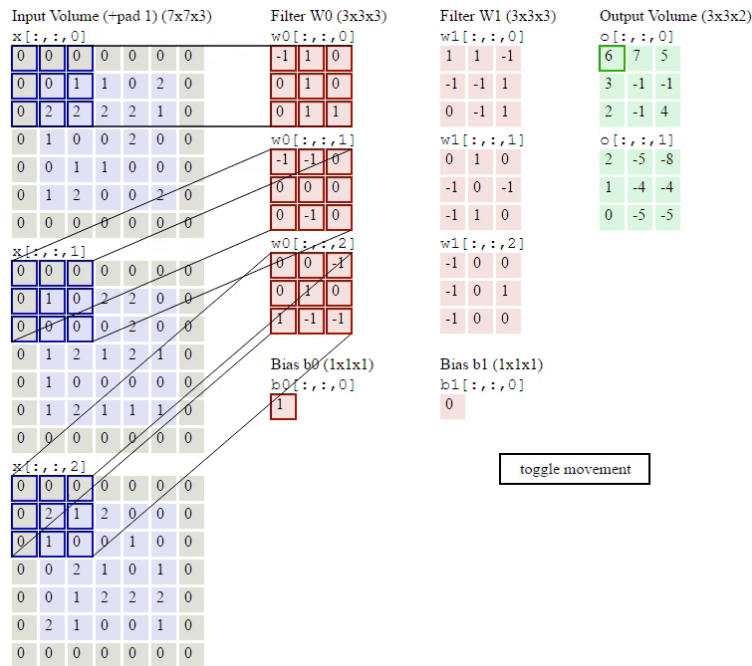 Input Volume (+pad 1) (7x7x3) Filter W0 (3x3x3) Filter W1 (3x3x3) Output Volume (3x3x2)
x[:,:,0] w0[:,:,0] w1[:,:,0] o[:,:,0]
0 0 0 0 0 0 0 -1 1 0 1 1 -1 6 7 5
0 0 1 1 0 2 0 0 1 0 -1 -1 1 3 -1 -1
0 2 2 2 2 1 0 0 1 1 0 -1 1 2 -1 4
0 1 0 0 2 0 0 w0[:,:,1] w1[:,:,1] o[:,:,1]
0 0 1 1 0 0 0 -1 -1 0 0 1 0 2 -5 -8
0 1 2 0 0 2 0 0 0 0 -1 0 -1 1 -4 -4
0 0 0 0 0 0 0 0 -1 0 -1 1 0 0 -5 -5
x[:,:,1] w0[:,:,2] w1[:,:,2]
0 0 0 0 0 0 0 0 0 -1 -1 0 0
0 1 0 2 2 0 0 0 1 0 -1 0 1
0 0 0 0 2 0 0 1 -1 -1 -1 0 0
0 1 2 1 2 1 0 Bias b0 (1x1x1) Bias b1 (1x1x1)
0 1 0 0 0 0 0 b0[:,:,0] b1[:,:,0]
0 1 2 1 1 1 0 1 0
0 0 0 0 0 0 0
x[:,:,2] toggle movement
0 0 0 0 0 0 0
0 2 1 2 0 0 0
0 1 0 0 1 0 0
0 0 2 1 0 1 0
0 0 1 2 2 2 0
0 2 1 0 0 1 0
0 0 0 0 0 0 0